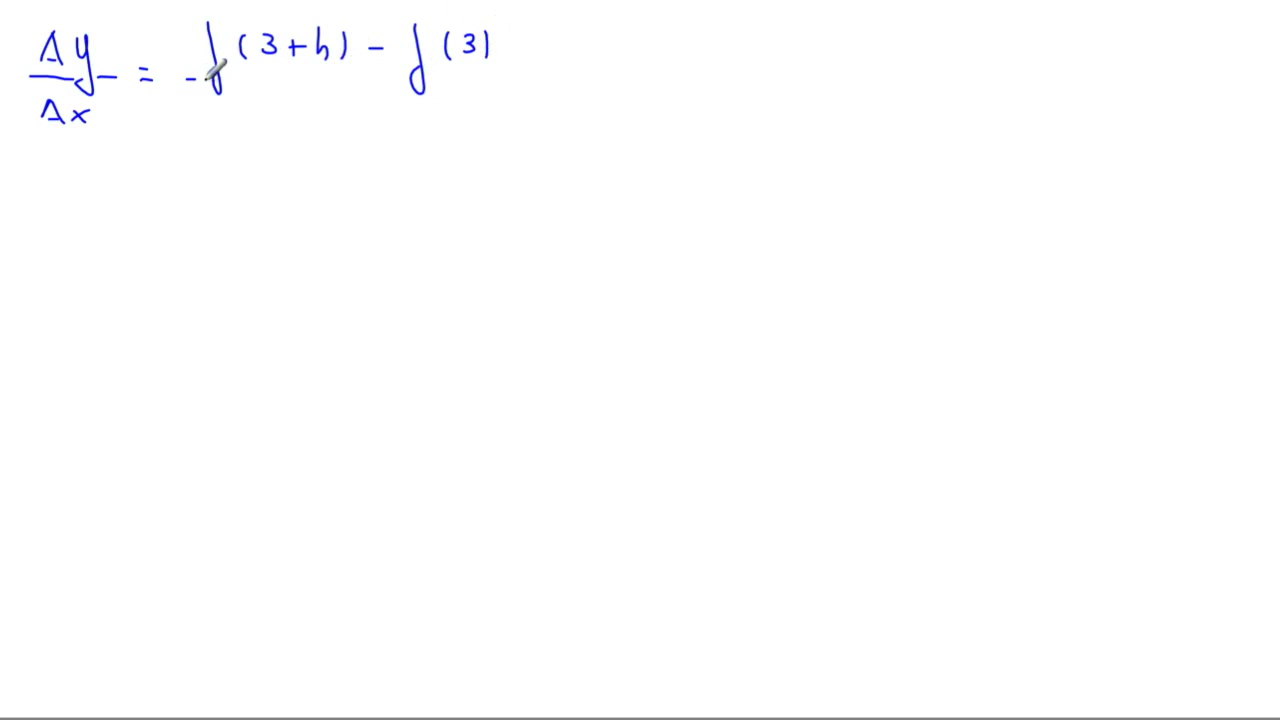 Δy = f(3+h) - f(3)
Δx